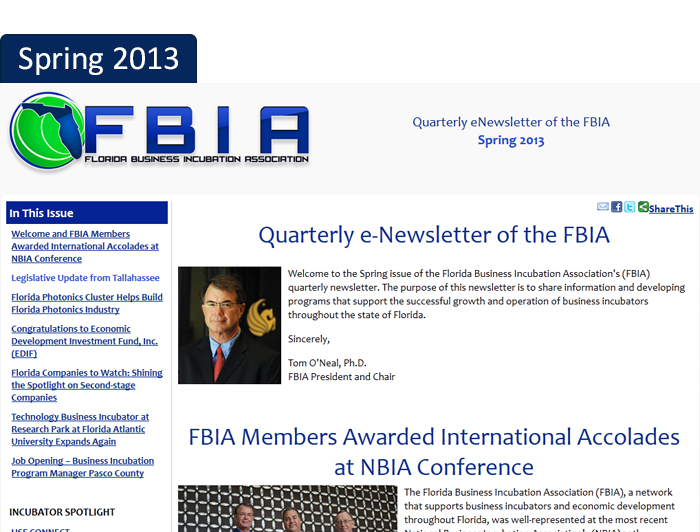 Spring 2013
FBIA
FLORIDA BUSINESS INCUBATION ASSOCIATION
Quarterly eNewsletter of the FBIA
Spring 2013
In This Issue
Welcome and FBIA Members
Awarded International Accolades at
NBIA Conference
Legislative Update from Tallahassee
Florida Photonics Cluster Helps Build
Florida Photonics Industry
Congratulations to Economic
Development Investment Fund, Inc.
(EDIF)
Florida Companies to Watch: Shining
the Spotlight on Second-stage
Companies
Technology Business Incubator at
Research Park at Florida Atlantic
University Expands Again
Job Opening – Business Incubation
Program Manager Pasco County
INCUBATOR SPOTLIGHT
ShareThis
Quarterly e-Newsletter of the FBIA
Welcome to the Spring issue of the Florida Business Incubation Association's (FBIA)
quarterly newsletter. The purpose of this newsletter is to share information and developing
programs that support the successful growth and operation of business incubators
throughout the state of Florida.
Sincerely,
Tom O'Neal, Ph.D.
FBIA President and Chair
FBIA Members Awarded International Accolades
at NBIA Conference
The Florida Business Incubation Association (FBIA), a network
that supports business incubators and economic development
throughout Florida, was well-represented at the most recent